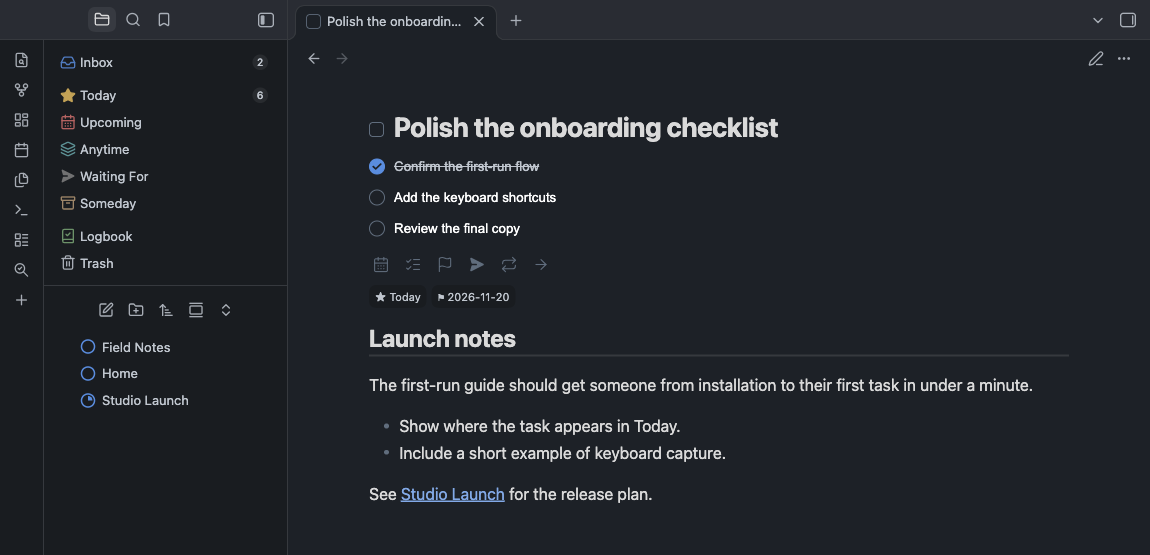 Polish the onboardin...
Inbox 2
Today 6
Upcoming
Anytime
Waiting For
Someday
Logbook
Trash
Field Notes
Home
Studio Launch
Polish the onboarding checklist
Confirm the first-run flow
Add the keyboard shortcuts
Review the final copy
Today 2026-11-20
Launch notes
The first-run guide should get someone from installation to their first task in under a minute.
Show where the task appears in Today.
Include a short example of keyboard capture.
See Studio Launch for the release plan.